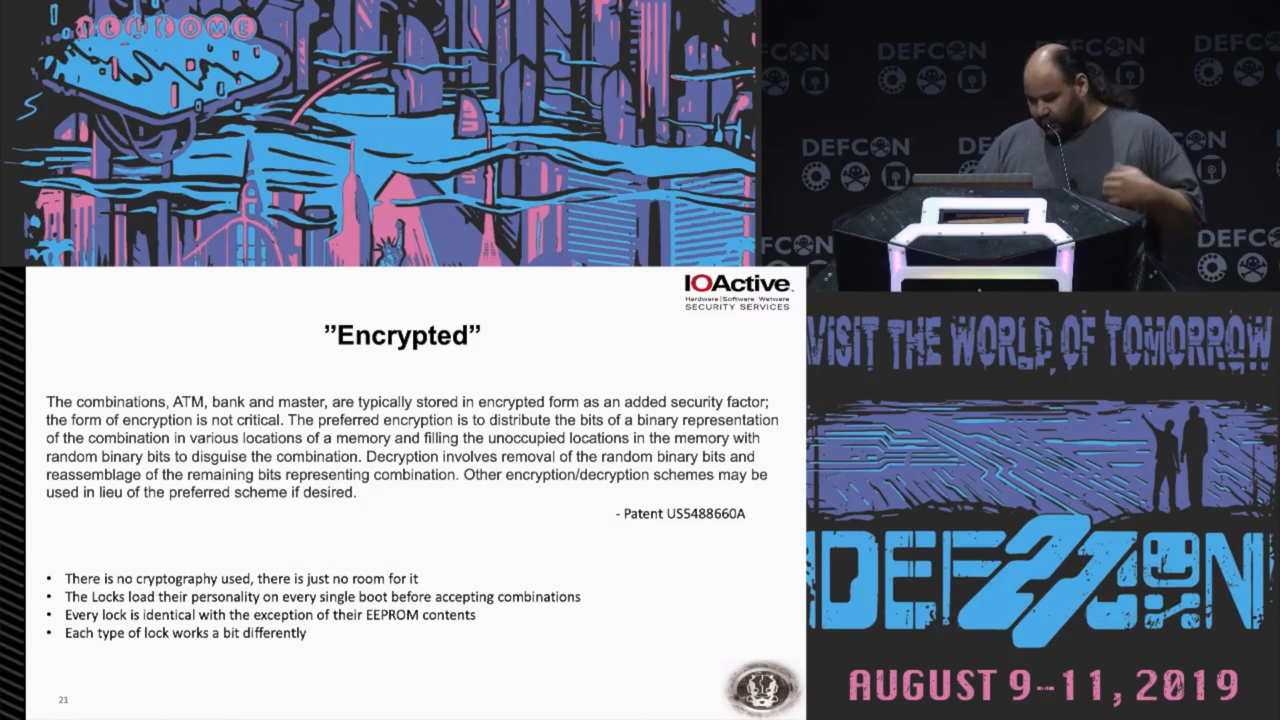 WELCOME
DEFCON
DEFCON
DEFCON
DEFCON
DEFCON
IOActive
Hardware | Software | Wetware
SECURITY SERVICES
”Encrypted”
The combinations, ATM, bank and master, are typically stored in encrypted form as an added security factor;
the form of encryption is not critical. The preferred encryption is to distribute the bits of a binary representation
of the combination in various locations of a memory and filling the unoccupied locations in the memory with
random binary bits to disguise the combination. Decryption involves removal of the random binary bits and
reassemblage of the remaining bits representing combination. Other encryption/decryption schemes may be
used in lieu of the preferred scheme if desired.
- Patent US5488660A
• There is no cryptography used, there is just no room for it
• The Locks load their personality on every single boot before accepting combinations
• Every lock is identical with the exception of their EEPROM contents
• Each type of lock works a bit differently
21
VISIT THE WORLD OF TOMORROW
DEF27CON
AUGUST 9-11, 2019